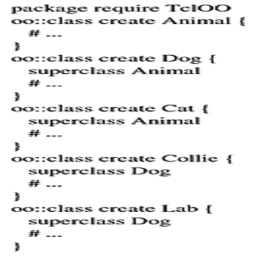 package require TclOO
oo::class create Animal {
    # ...
}
oo::class create Dog {
    superclass Animal
    # ...
}
oo::class create Cat {
    superclass Animal
    # ...
}
oo::class create Collie {
    superclass Dog
    # ...
}
oo::class create Lab {
    superclass Dog
    # ...
}